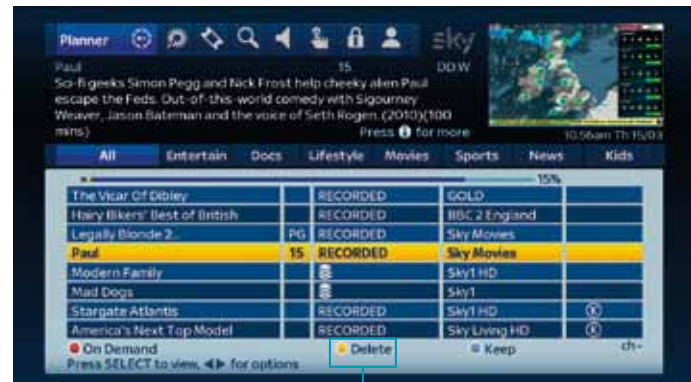 Planner
sky
Paul 15 DD W
Sci-fi geeks Simon Pegg and Nick Frost help cheeky alien Paul
escape the Feds. Out-of-this-world comedy with Sigourney
Weaver, Jason Bateman and the voice of Seth Rogen. (2010)(100
mins)
Press i for more
10.56am Th 15/03
All Entertain Docs Lifestyle Movies Sports News Kids
15%
The Vicar Of Dibley RECORDED GOLD
Hairy Bikers' Best of British RECORDED BBC 2 England
Legally Blonde 2.. PG RECORDED Sky Movies
Paul 15 RECORDED Sky Movies
Modern Family Sky1 HD
Mad Dogs Sky1
Stargate Atlantis RECORDED Sky1 HD K
America's Next Top Model RECORDED Sky Living HD K
On Demand Delete Keep ch-
Press SELECT to view, ◄► for options